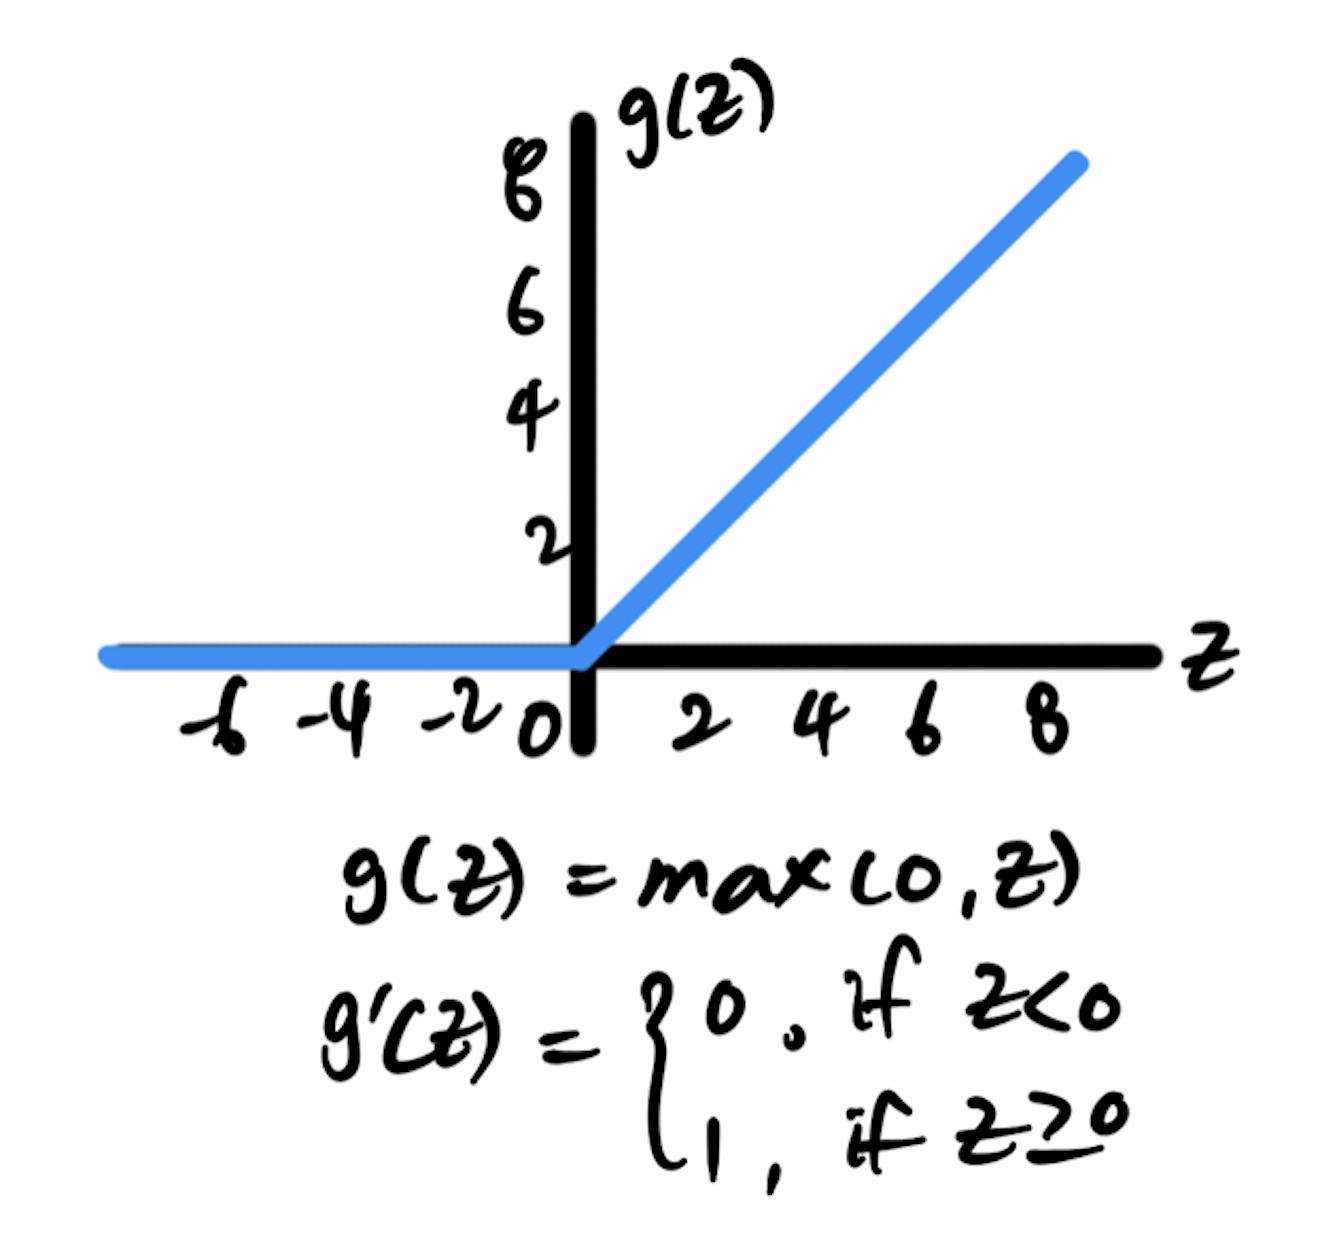 g(z)
8
6
4
2
z
-6 -4 -2 0 2 4 6 8
g(z) = max(0,z)
g'(z) = { 0 . if z<0
1 , if z≥0